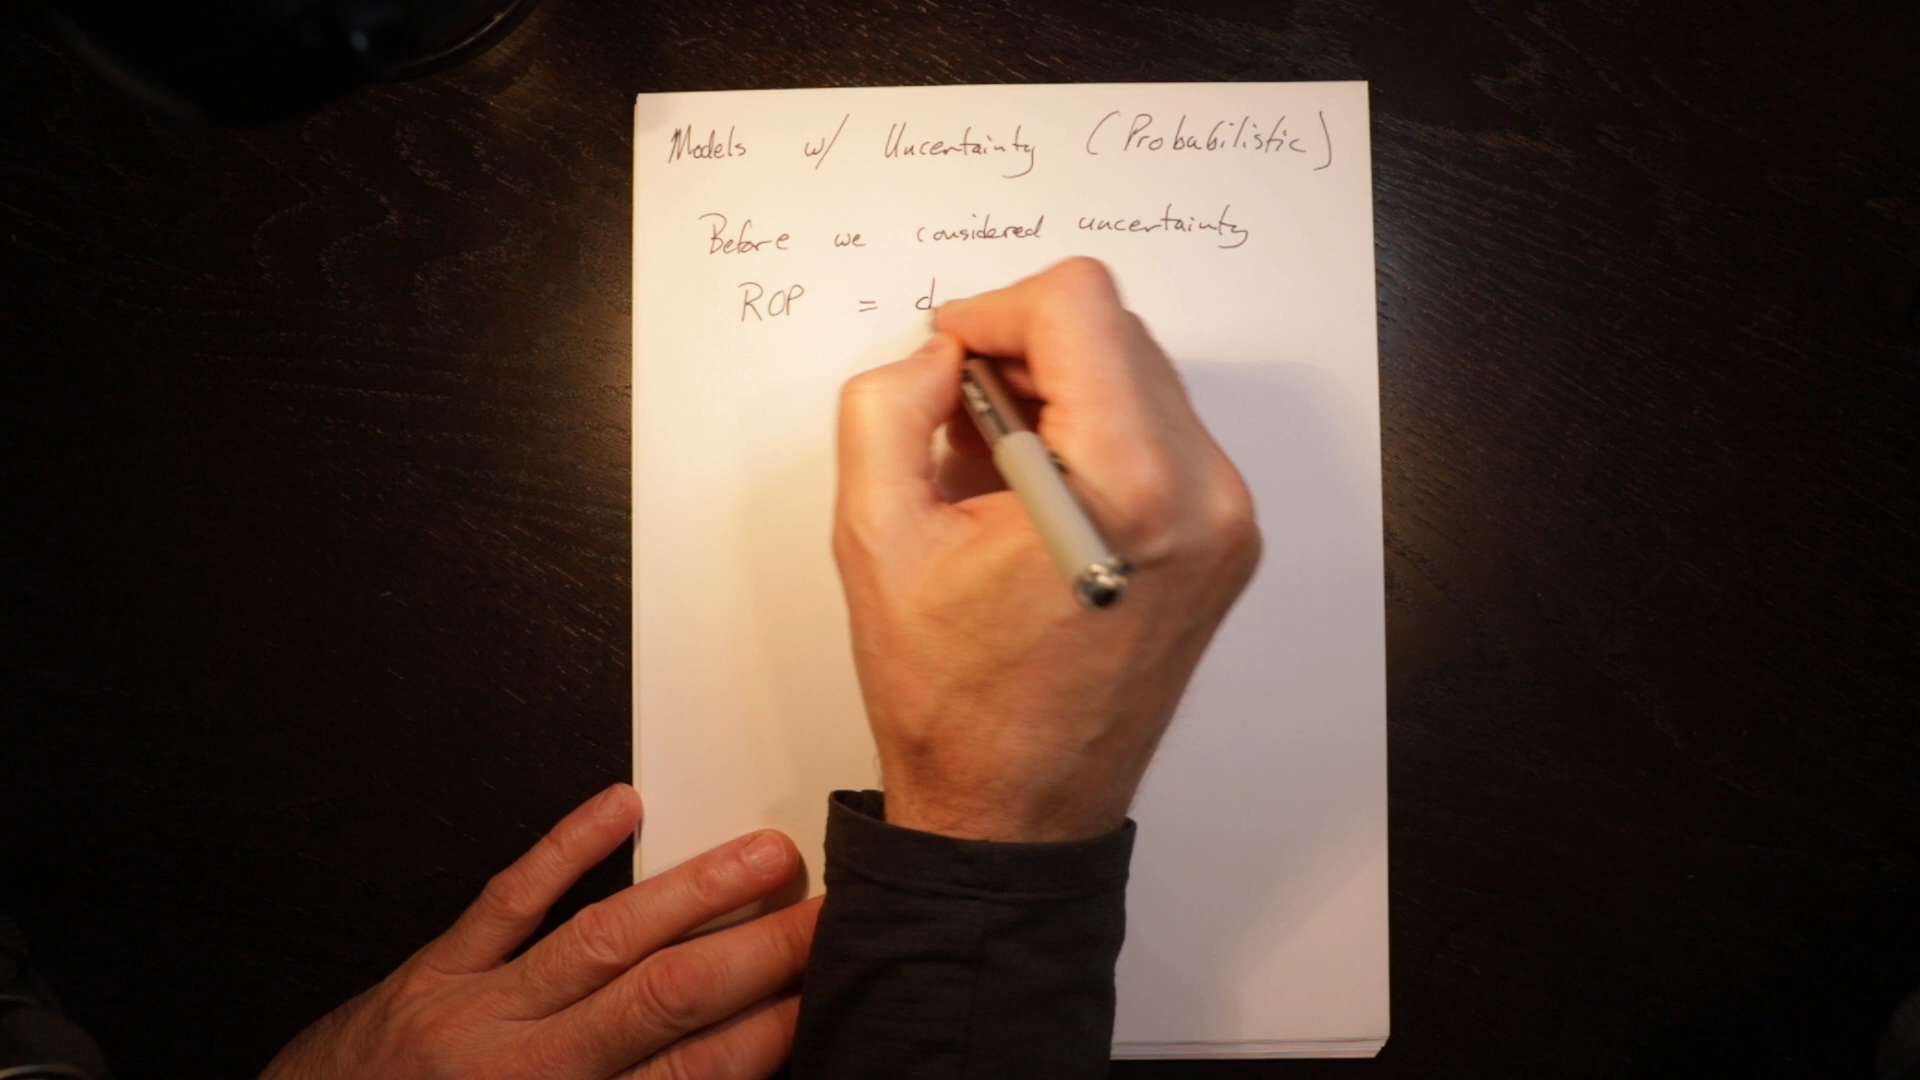 Models w/ Uncertainty (Probabilistic)
Before we considered uncertainty
ROP = d